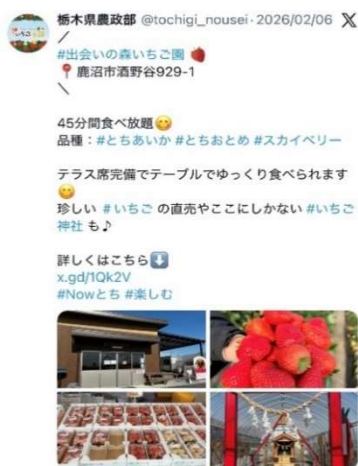 栃木県農政部 @tochigi_nousei · 2026/02/06
／
#出会いの森いちご園 🍓
📍鹿沼市酒野谷929-1
＼
45分間食べ放題😋
品種：#とちあいか #とちおとめ #スカイベリー
テラス席完備でテーブルでゆっくり食べられます
😋
珍しい #いちご の直売やここにしかない #いちご
神社 も♪
詳しくはこちら⬇️
x.gd/1Qk2V
#Nowとち #楽しむ